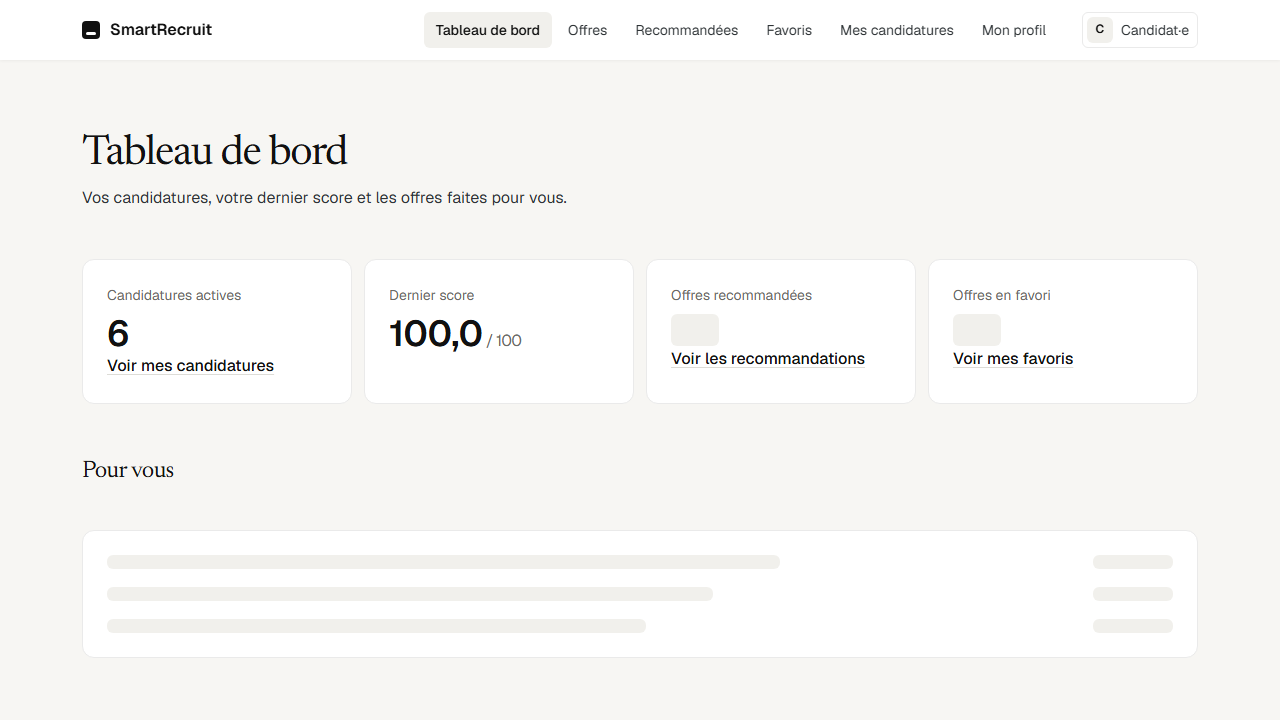 SmartRecruit
Tableau de bord
Offres
Recommandées
Favoris
Mes candidatures
Mon profil
C
Candidat·e
Tableau de bord
Vos candidatures, votre dernier score et les offres faites pour vous.
Candidatures actives
6
Voir mes candidatures
Dernier score
100,0 / 100
Offres recommandées
Voir les recommandations
Offres en favori
Voir mes favoris
Pour vous